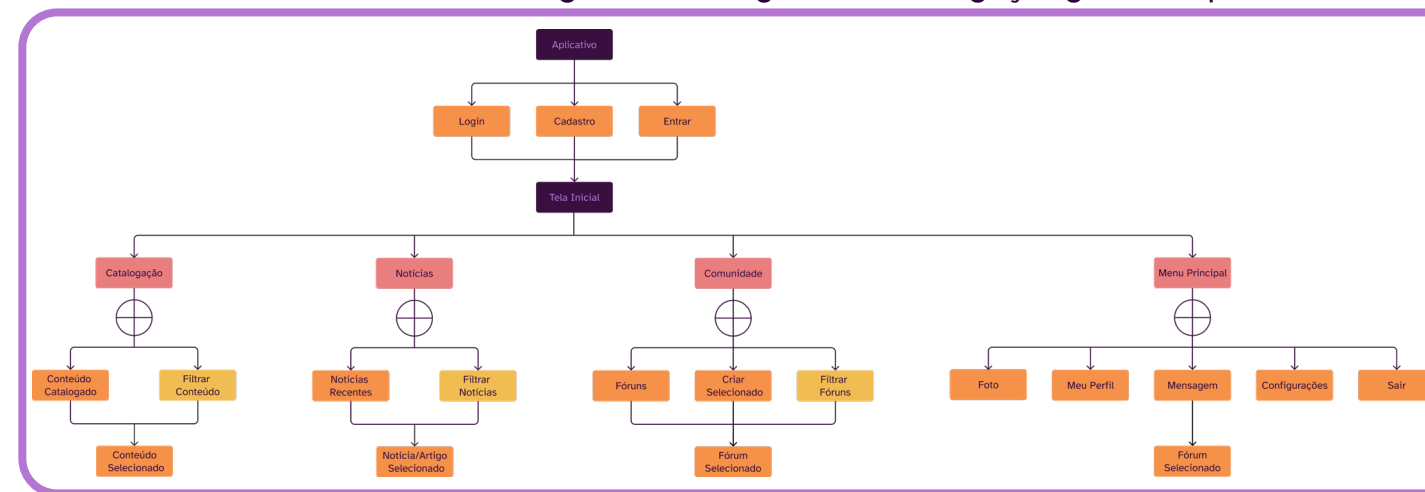 Aplicativo
Login
Cadastro
Entrar
Tela Inicial
Catalogação
Notícias
Comunidade
Menu Principal
Conteúdo
Catalogado
Filtrar
Conteúdo
Notícias
Recentes
Filtrar
Notícias
Fóruns
Criar
Selecionado
Filtrar
Fóruns
Foto
Meu Perfil
Mensagem
Configurações
Sair
Conteúdo
Selecionado
Notícia/Artigo
Selecionado
Fórum
Selecionado
Fórum
Selecionado